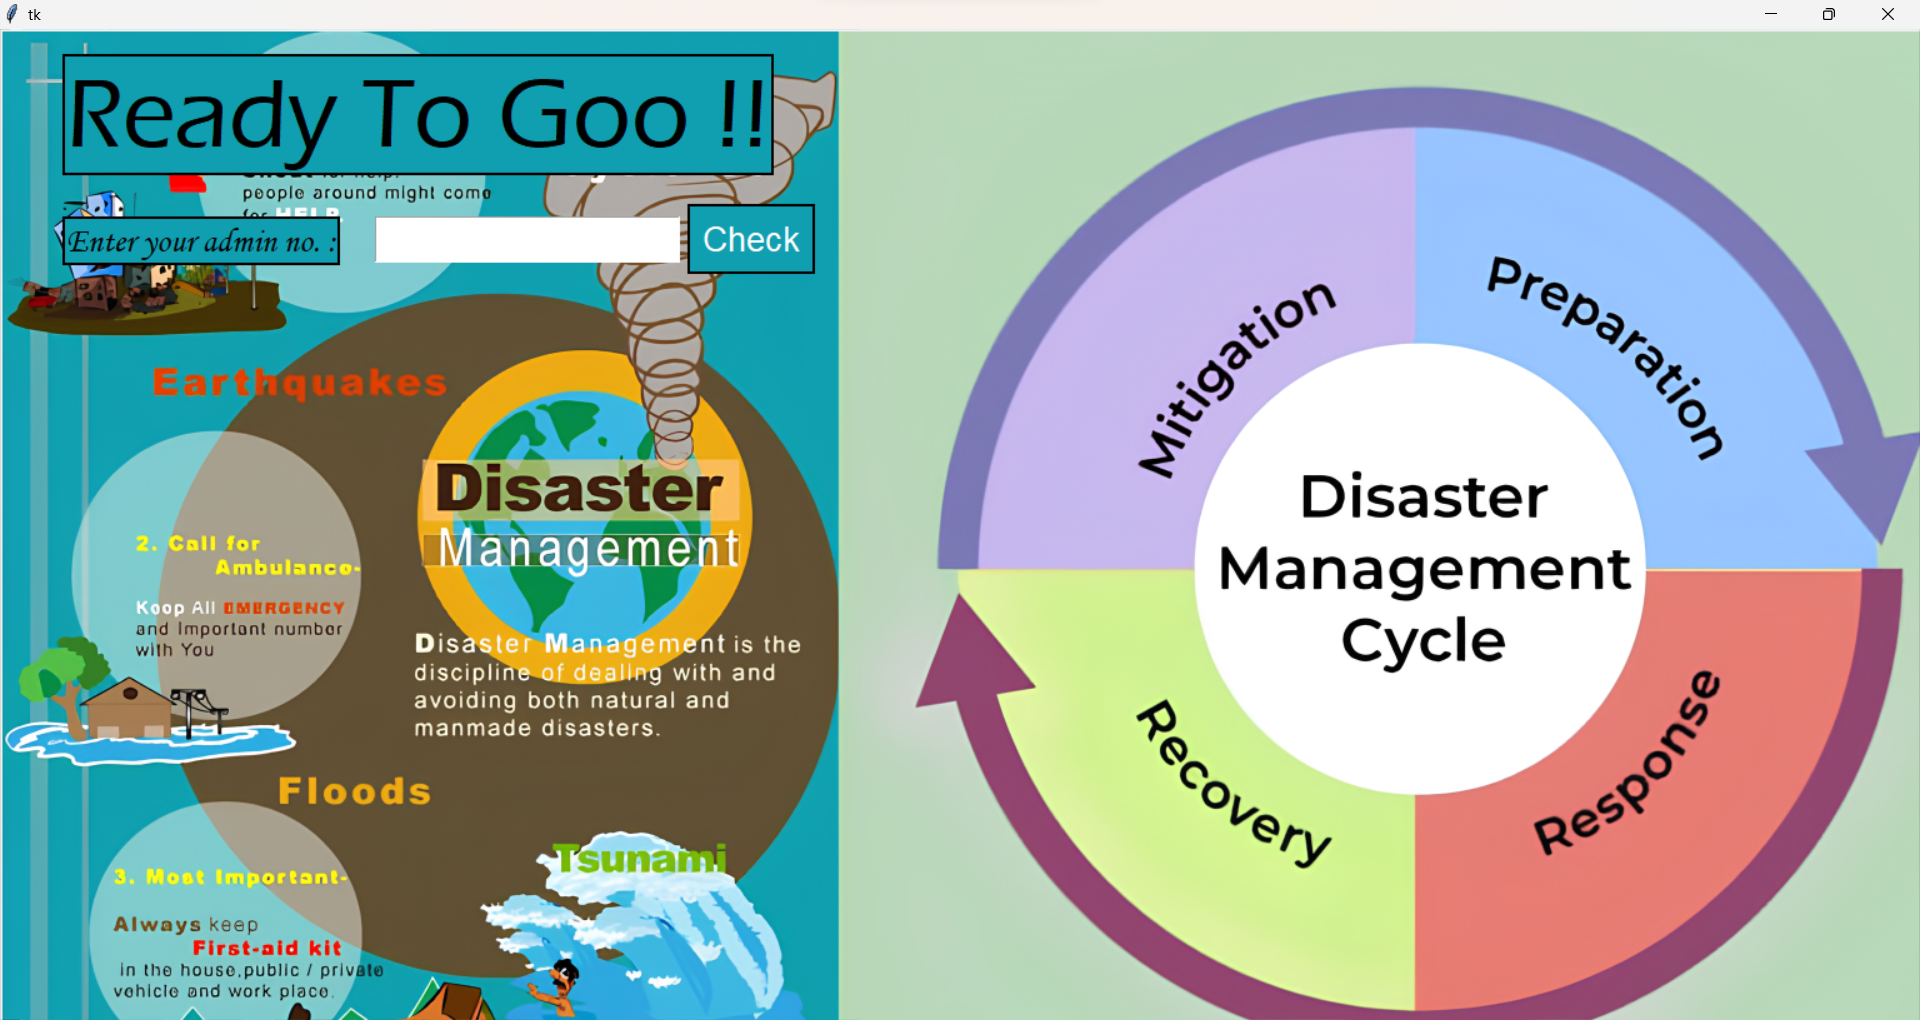 tk
Ready To Goo !!
people around might come
for HELP.
Enter your admin no. :
Check
Earthquakes
Disaster
Management
2. Call for
Ambulance-
Keep All EMERGENCY
and Important number
with You
Disaster Management is the
discipline of dealing with and
avoiding both natural and
manmade disasters.
Floods
Tsunami
3. Most Important-
Always keep
First-aid kit
in the house,public / private
vehicle and work place.
Mitigation
Preparation
Disaster
Management
Cycle
Recovery
Response